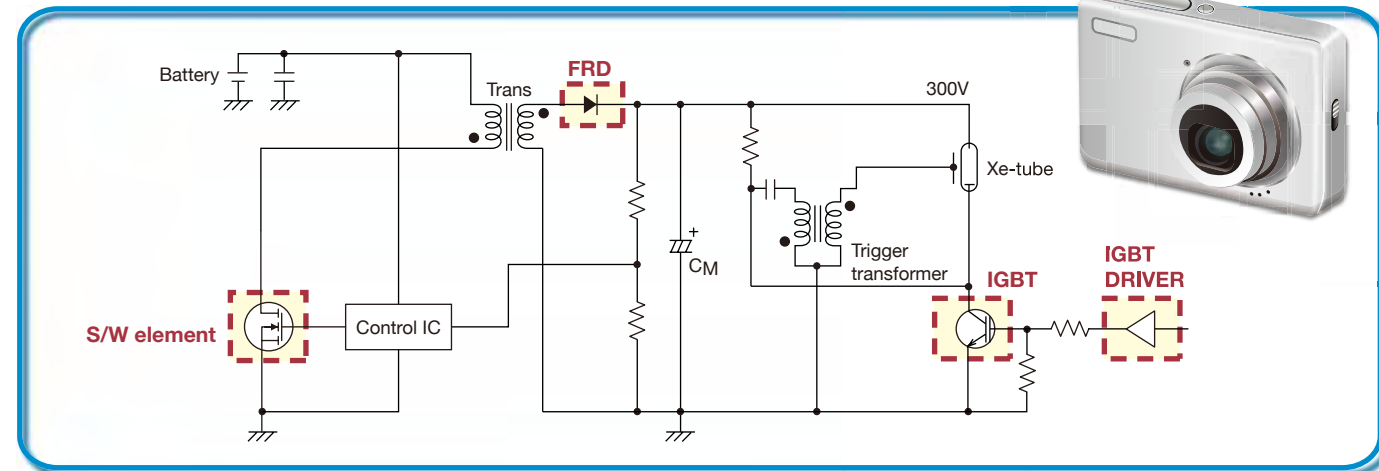 Battery
Trans
FRD
300V
Xe-tube
+
CM
Trigger
transformer
IGBT
IGBT
DRIVER
S/W element
Control IC